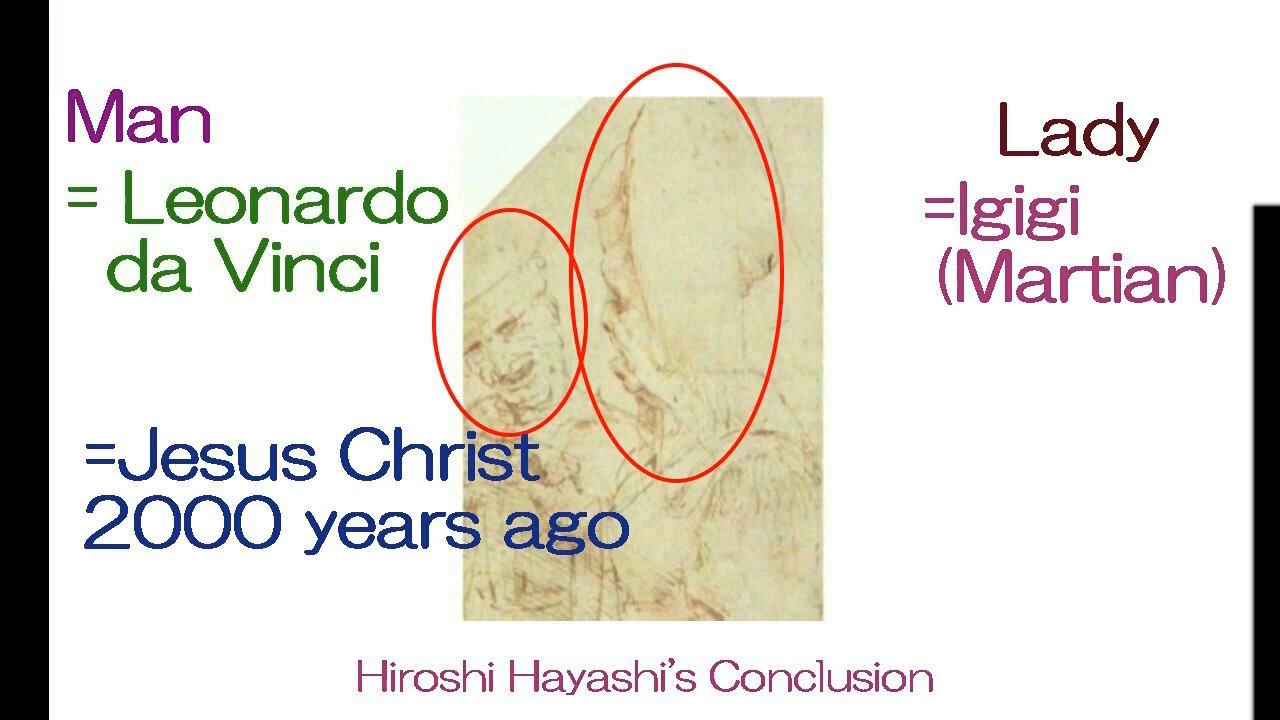 Man
= Leonardo
da Vinci
=Jesus Christ
2000 years ago
Lady
=Igigi
(Martian)
Hiroshi Hayashi's Conclusion